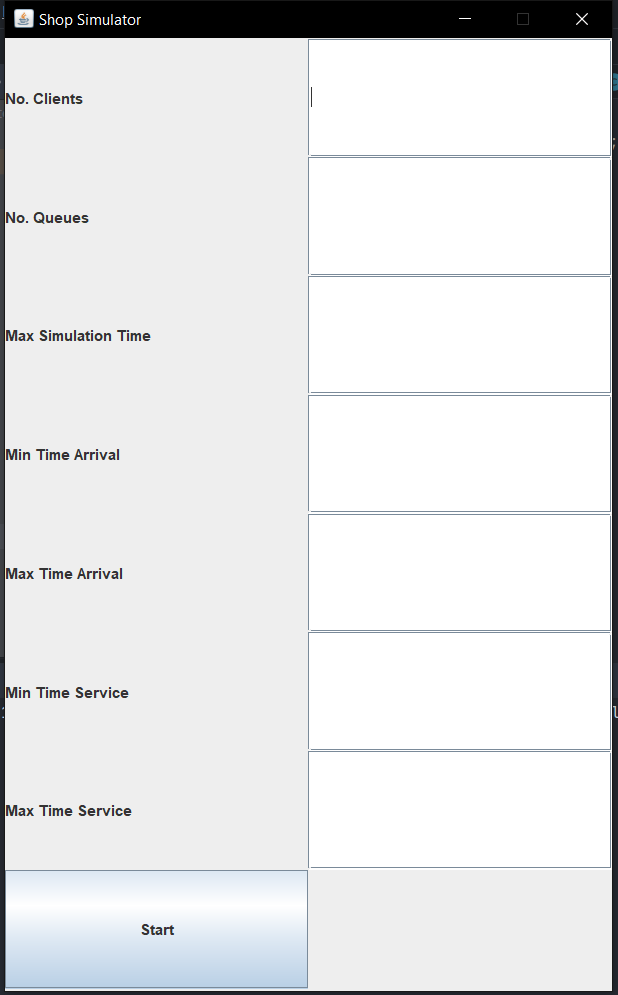 Shop Simulator
No. Clients
No. Queues
Max Simulation Time
Min Time Arrival
Max Time Arrival
Min Time Service
Max Time Service
Start